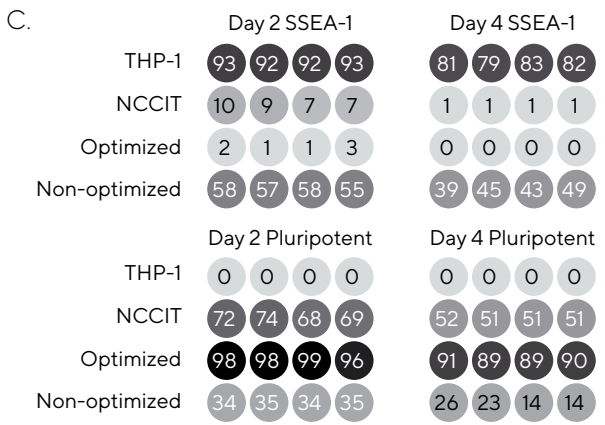 C.
Day 2 SSEA-1 Day 4 SSEA-1
THP-1 93 92 92 93 81 79 83 82
NCCIT 10 9 7 7 1 1 1 1
Optimized 2 1 1 3 0 0 0 0
Non-optimized 58 57 58 55 39 45 43 49
Day 2 Pluripotent Day 4 Pluripotent
THP-1 0 0 0 0 0 0 0 0
NCCIT 72 74 68 69 52 51 51 51
Optimized 98 98 99 96 91 89 89 90
Non-optimized 34 35 34 35 26 23 14 14